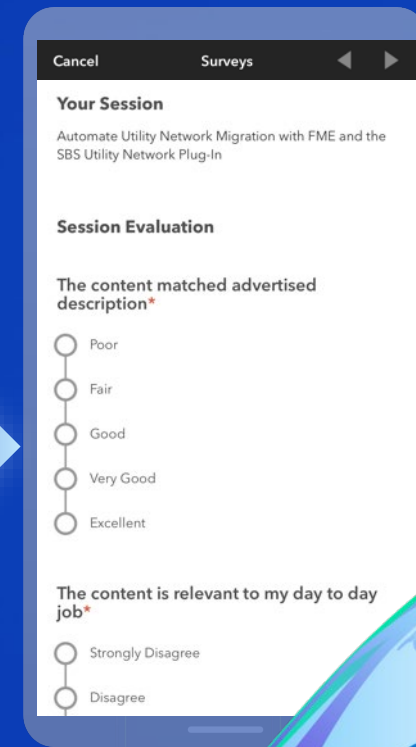 Cancel Surveys
Your Session
Automate Utility Network Migration with FME and the
SBS Utility Network Plug-In
Session Evaluation
The content matched advertised
description*
Poor
Fair
Good
Very Good
Excellent
The content is relevant to my day to day
job*
Strongly Disagree
Disagree